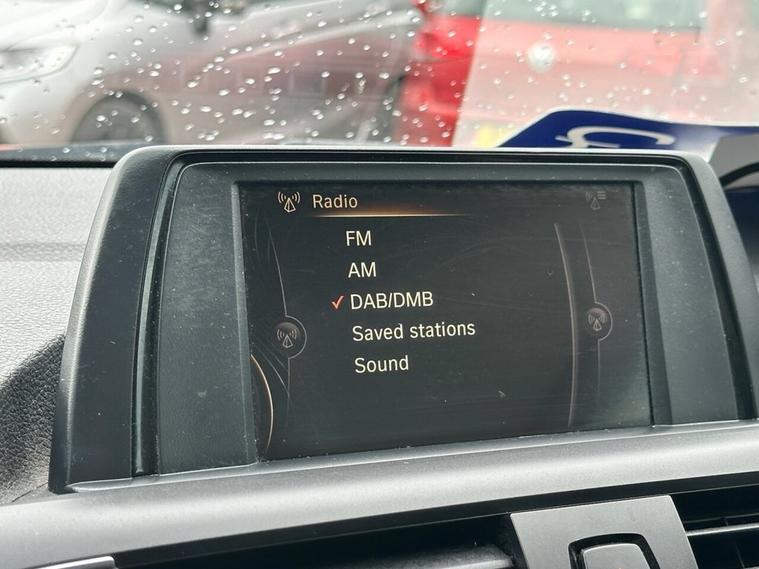 Radio
FM
AM
DAB/DMB
Saved stations
Sound
£